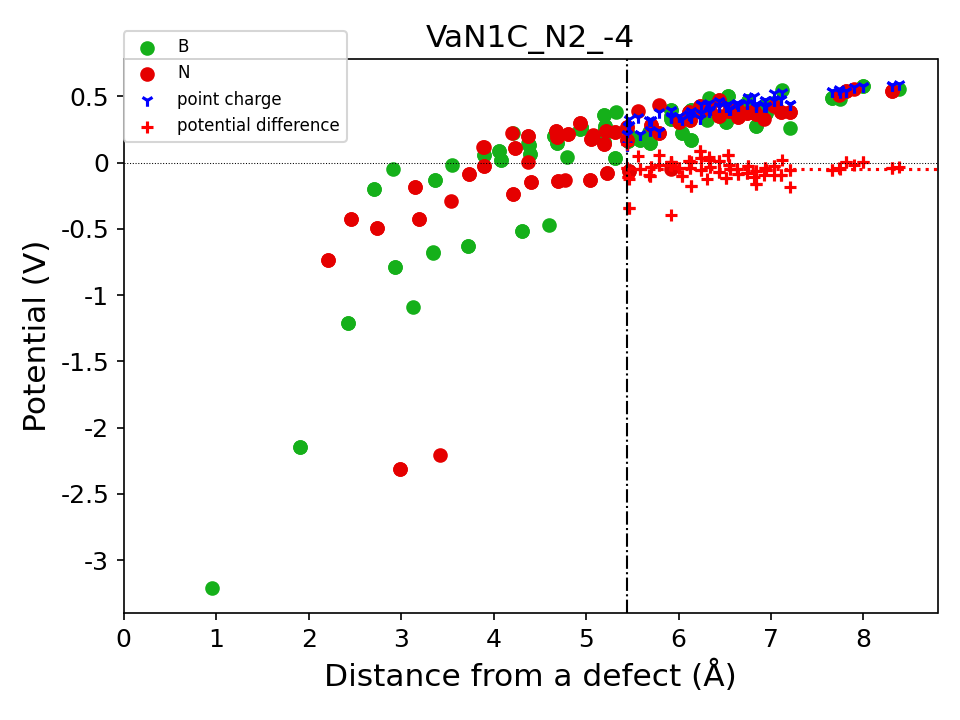 VaN1C_N2_-4
B
N
point charge
potential difference
0.5
0
-0.5
-1
-1.5
-2
-2.5
-3
Potential (V)
0 1 2 3 4 5 6 7 8
Distance from a defect (Å)